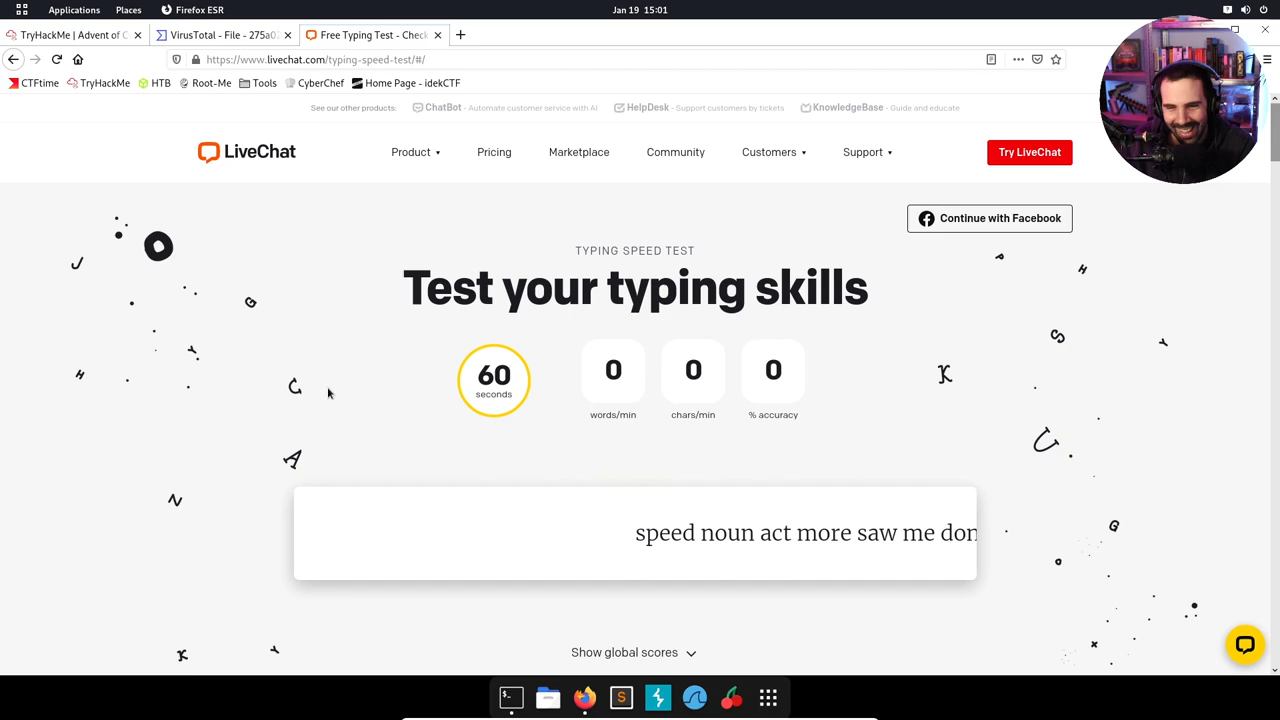 Applications Places Firefox ESR Jan 19 15:01
TryHackMe | Advent of C VirusTotal - File - 275a02 Free Typing Test - Check
https://www.livechat.com/typing-speed-test/#/
CTFtime TryHackMe HTB Root-Me Tools CyberChef Home Page - idekCTF
See our other products: ChatBot - Automate customer service with AI HelpDesk - Support customers by tickets KnowledgeBase - Guide and educate
LiveChat Product Pricing Marketplace Community Customers Support Try LiveChat
Continue with Facebook
TYPING SPEED TEST
Test your typing skills
60 0 0 0
seconds
words/min chars/min % accuracy
speed noun act more saw me don
Show global scores